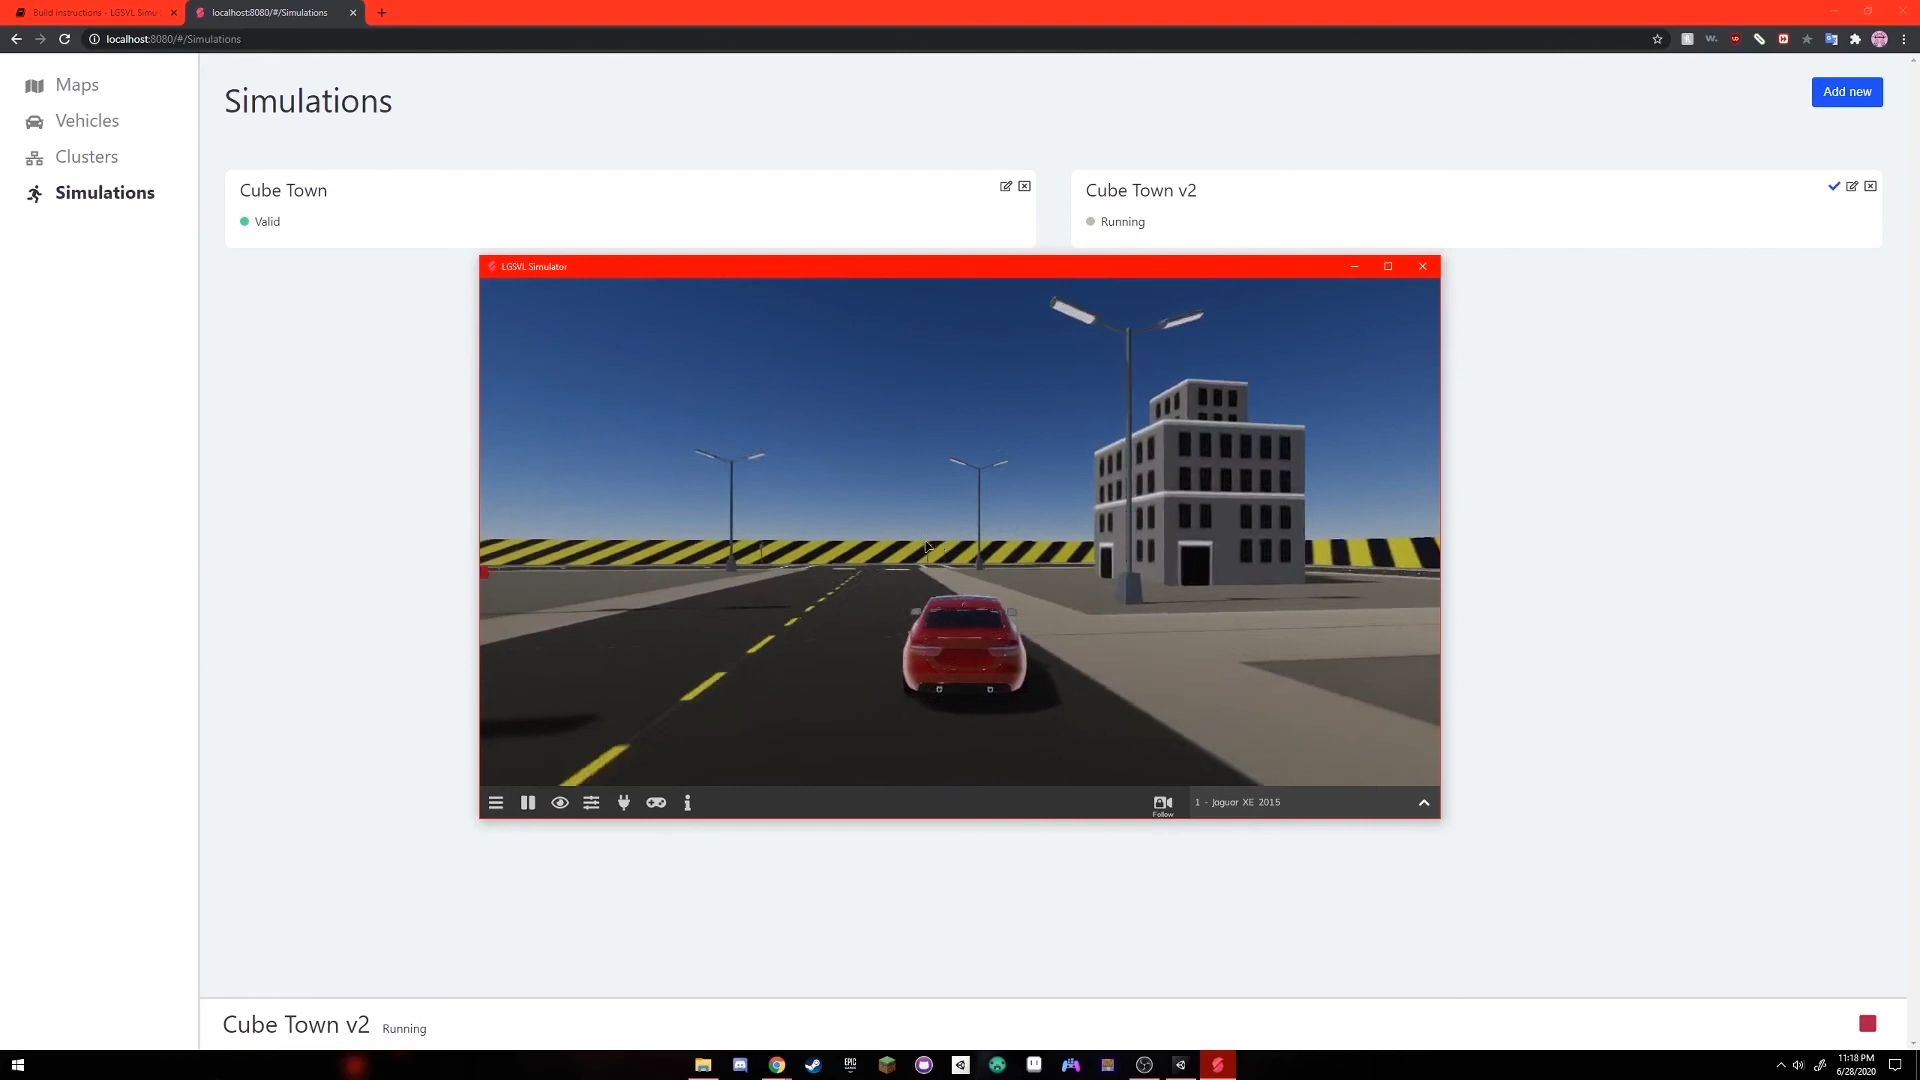 Build instructions - LGSVL Simu
localhost:8080/#/Simulations
localhost:8080/#/Simulations
Maps
Vehicles
Clusters
Simulations
Simulations
Add new
Cube Town
Valid
Cube Town v2
Running
LGSVL Simulator
Follow
1 - Jaguar XE 2015
Cube Town v2 Running
EPIC
GAMES
11:18 PM
6/28/2020